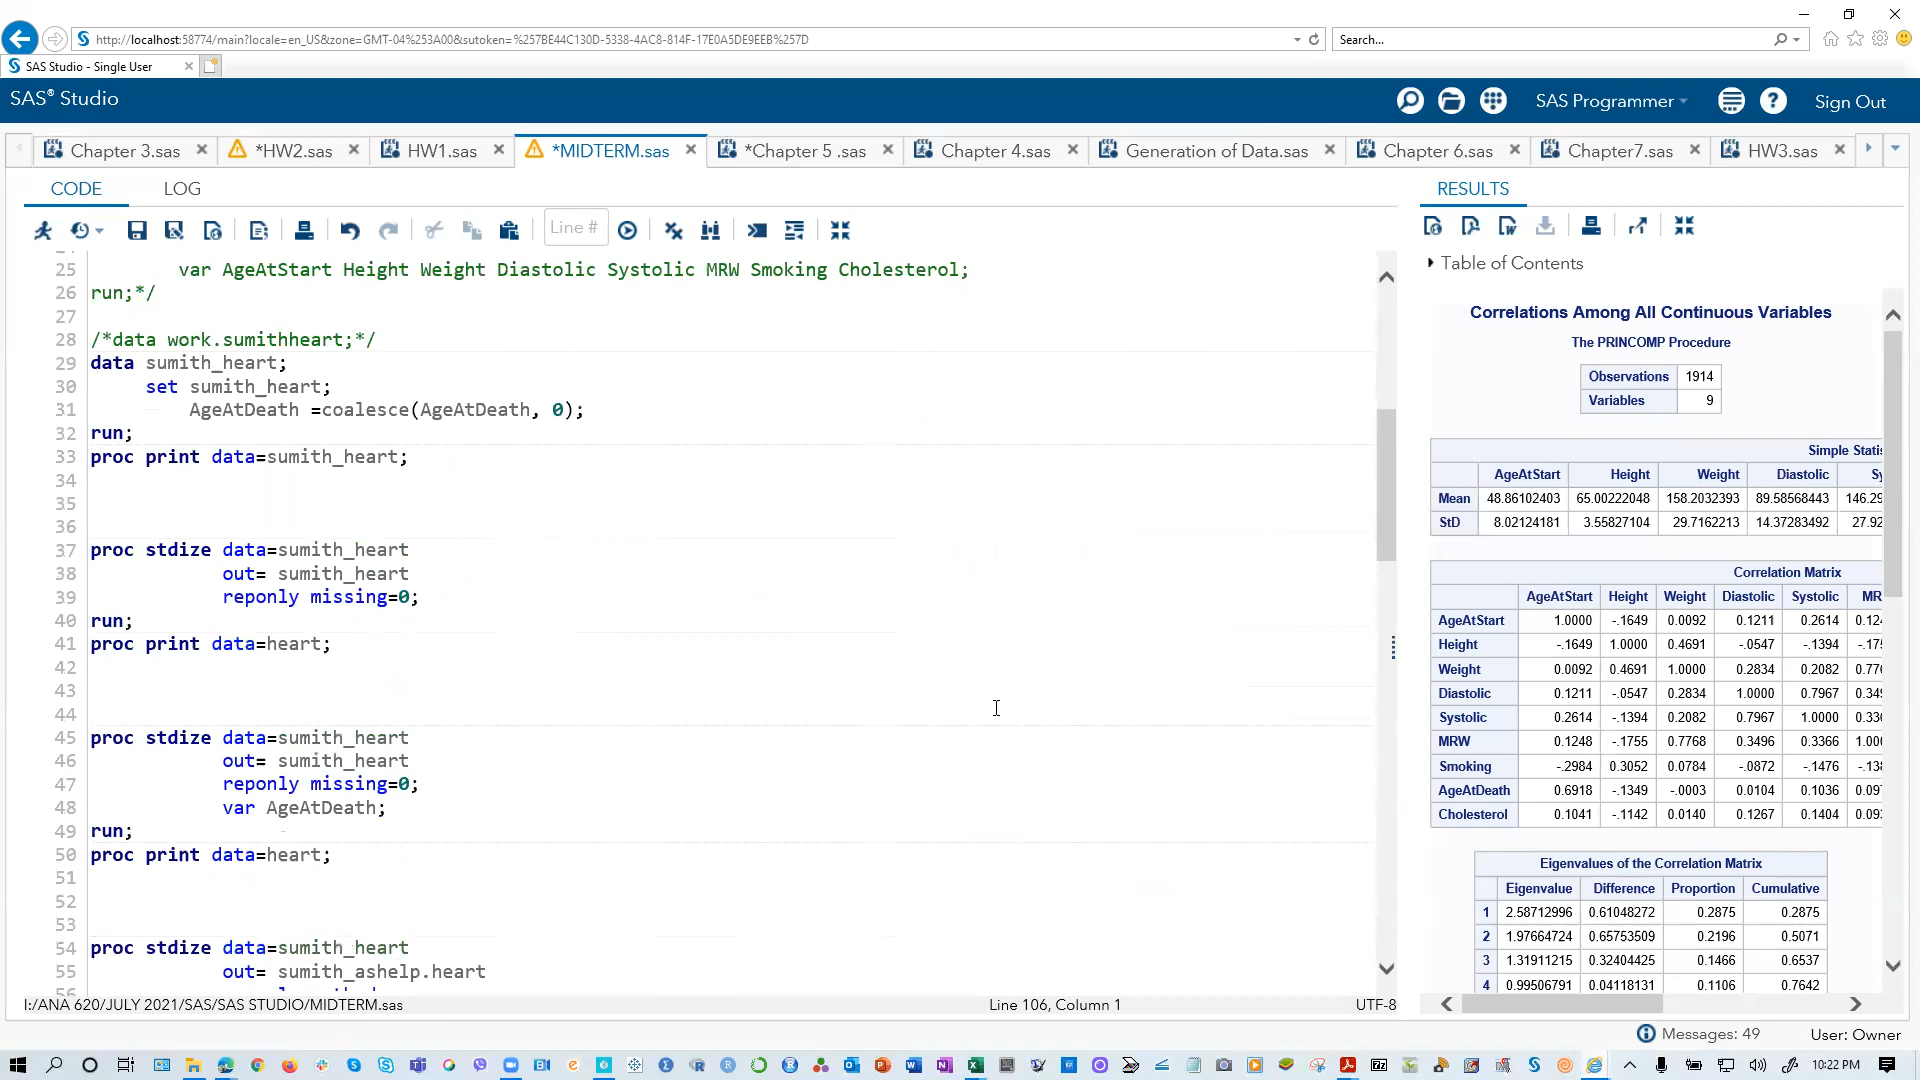 http://localhost:58774/main?locale=en_US&zone=GMT-04%253A00&sutoken=%257BE44C130D-5338-4AC8-814F-17E0A5DE9EEB%257D
Search...
SAS Studio - Single User
SAS® Studio
SAS Programmer
Sign Out
Chapter 3.sas
*HW2.sas
HW1.sas
*MIDTERM.sas
*Chapter 5 .sas
Chapter 4.sas
Generation of Data.sas
Chapter 6.sas
Chapter7.sas
HW3.sas
CODE LOG
Line #
25 var AgeAtStart Height Weight Diastolic Systolic MRW Smoking Cholesterol;
26 run;*/
27
28 /*data work.sumithheart;*/
29 data sumith_heart;
30 set sumith_heart;
31 AgeAtDeath =coalesce(AgeAtDeath, 0);
32 run;
33 proc print data=sumith_heart;
34
35
36
37 proc stdize data=sumith_heart
38 out= sumith_heart
39 reponly missing=0;
40 run;
41 proc print data=heart;
42
43
44
45 proc stdize data=sumith_heart
46 out= sumith_heart
47 reponly missing=0;
48 var AgeAtDeath;
49 run;
50 proc print data=heart;
51
52
53
54 proc stdize data=sumith_heart
55 out= sumith_ashelp.heart
I:/ANA 620/JULY 2021/SAS/SAS STUDIO/MIDTERM.sas
Line 106, Column 1
UTF-8
RESULTS
Table of Contents
Correlations Among All Continuous Variables
The PRINCOMP Procedure
Observations 1914
Variables 9
Simple Stati
AgeAtStart Height Weight Diastolic Sy
Mean 48.86102403 65.00222048 158.2032393 89.58568443 146.29
StD 8.02124181 3.55827104 29.7162213 14.37283492 27.92
Correlation Matrix
AgeAtStart Height Weight Diastolic Systolic MR
AgeAtStart 1.0000 -.1649 0.0092 0.1211 0.2614 0.124
Height -.1649 1.0000 0.4691 -.0547 -.1394 -.175
Weight 0.0092 0.4691 1.0000 0.2834 0.2082 0.776
Diastolic 0.1211 -.0547 0.2834 1.0000 0.7967 0.349
Systolic 0.2614 -.1394 0.2082 0.7967 1.0000 0.336
MRW 0.1248 -.1755 0.7768 0.3496 0.3366 1.000
Smoking -.2984 0.3052 0.0784 -.0872 -.1476 -.138
AgeAtDeath 0.6918 -.1349 -.0003 0.0104 0.1036 0.097
Cholesterol 0.1041 -.1142 0.0140 0.1267 0.1404 0.093
Eigenvalues of the Correlation Matrix
Eigenvalue Difference Proportion Cumulative
1 2.58712996 0.61048272 0.2875 0.2875
2 1.97664724 0.65753509 0.2196 0.5071
3 1.31911215 0.32404425 0.1466 0.6537
4 0.99506791 0.04118131 0.1106 0.7642
Messages: 49
User: Owner
10:22 PM